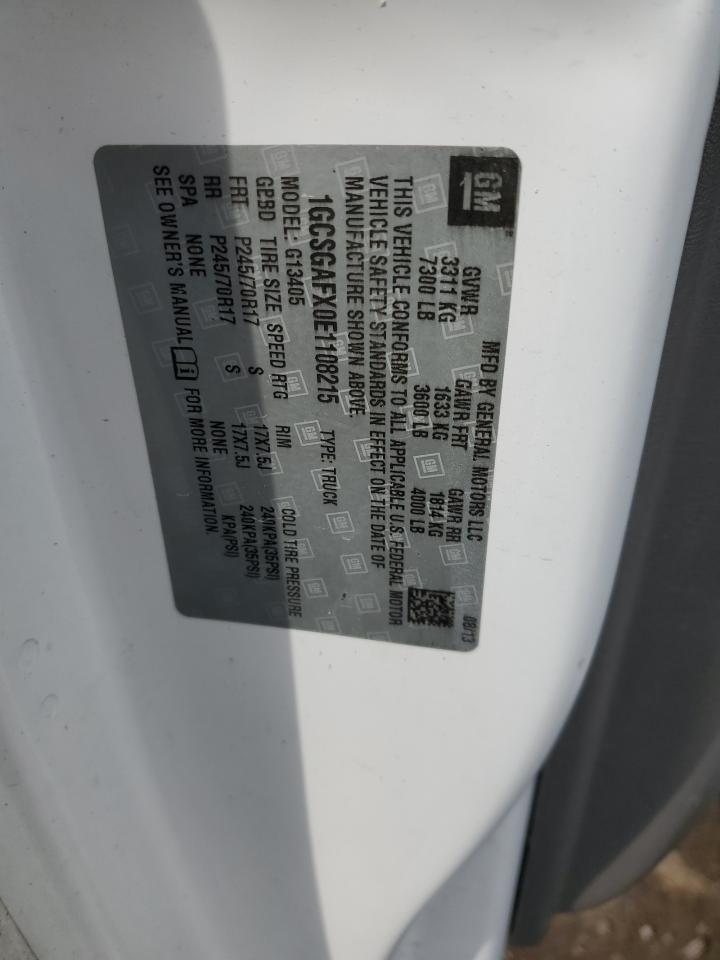 GM
MFD BY GENERAL MOTORS LLC 08/13
GVWR GAWR FRT GAWR RR
3311 KG 1633 KG 1814 KG
7300 LB 3600 LB 4000 LB
THIS VEHICLE CONFORMS TO ALL APPLICABLE U.S. FEDERAL MOTOR
VEHICLE SAFETY STANDARDS IN EFFECT ON THE DATE OF
MANUFACTURE SHOWN ABOVE.
1GCSGAFX0E1108215 TYPE: TRUCK
MODEL: G13405
GE9D TIRE SIZE SPEED RTG RIM COLD TIRE PRESSURE
FRT P245/70R17 S 17X7.5J 240KPA(35PSI)
RR P245/70R17 S 17X7.5J 240KPA(35PSI)
SPA NONE NONE KPA(PSI)
SEE OWNER'S MANUAL FOR MORE INFORMATION.